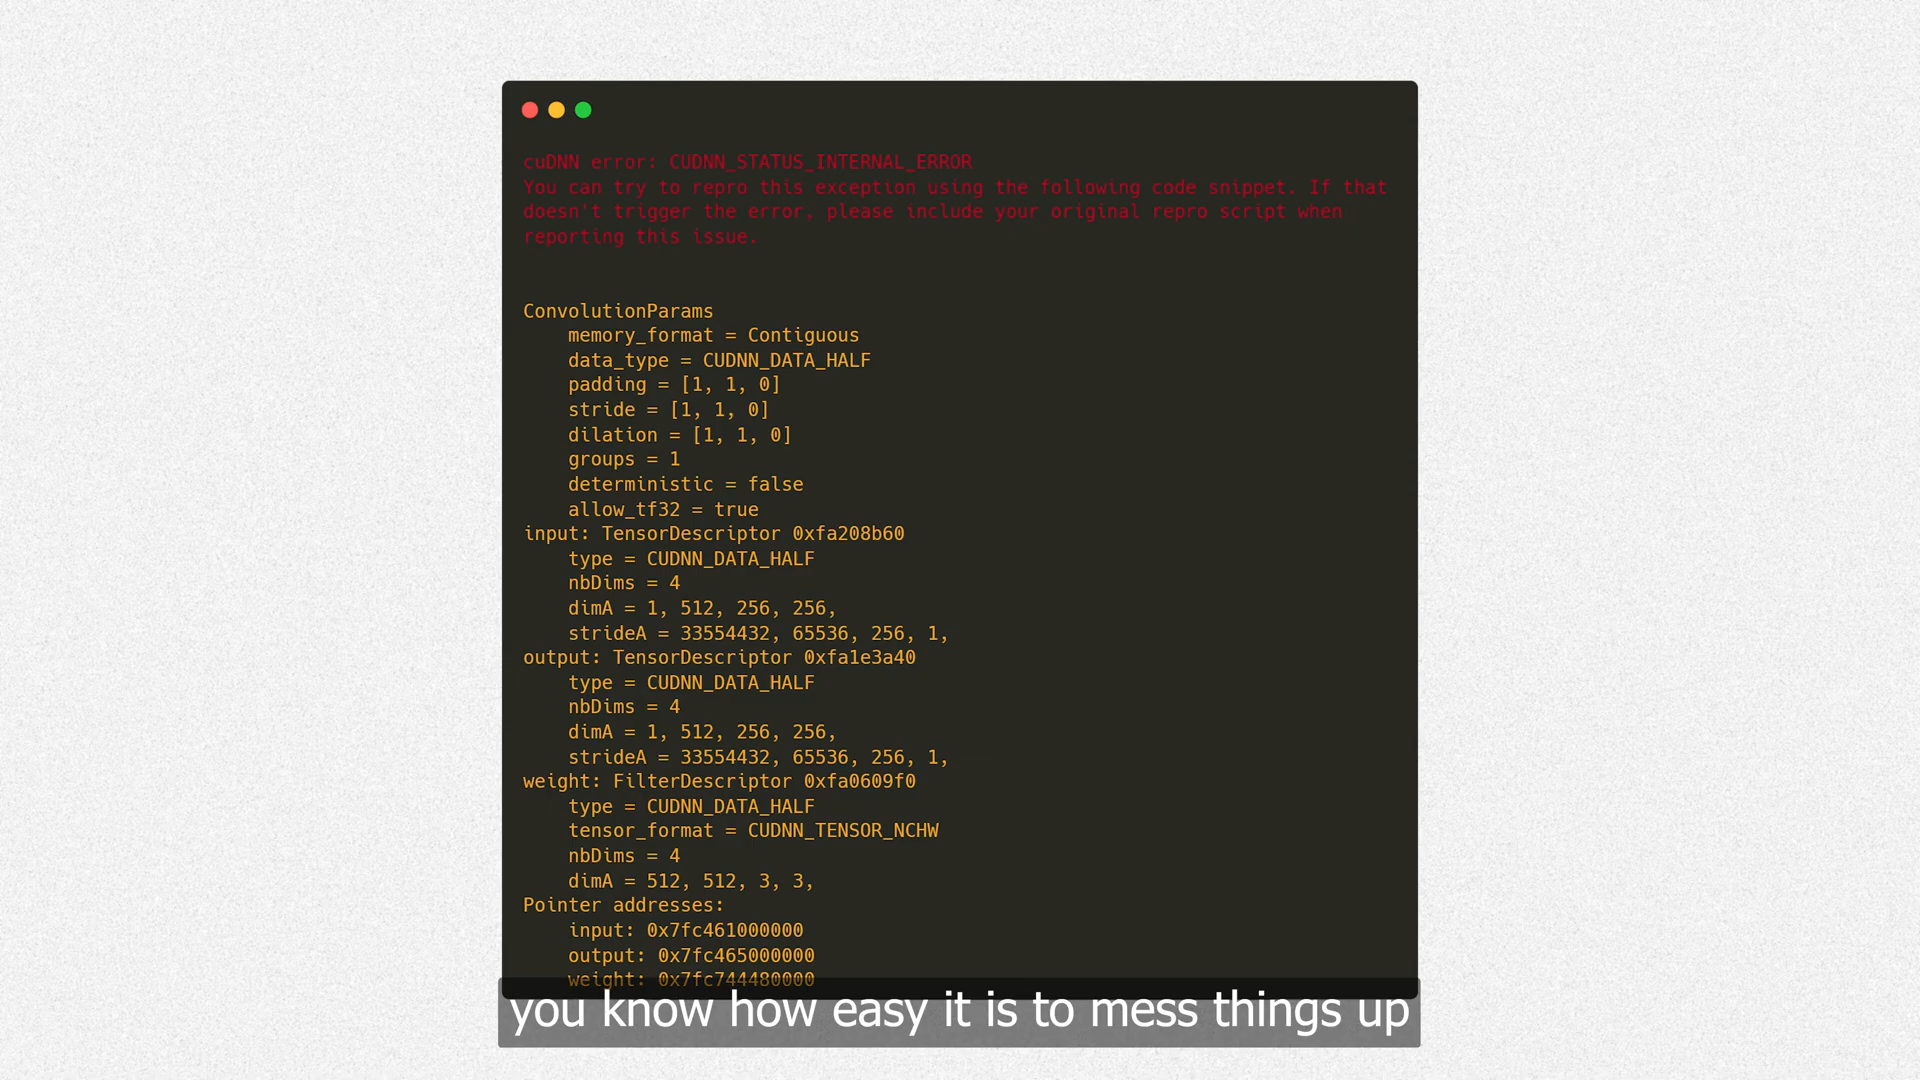 cuDNN error: CUDNN_STATUS_INTERNAL_ERROR
You can try to repro this exception using the following code snippet. If that
doesn't trigger the error, please include your original repro script when
reporting this issue.
ConvolutionParams
    memory_format = Contiguous
    data_type = CUDNN_DATA_HALF
    padding = [1, 1, 0]
    stride = [1, 1, 0]
    dilation = [1, 1, 0]
    groups = 1
    deterministic = false
    allow_tf32 = true
input: TensorDescriptor 0xfa208b60
    type = CUDNN_DATA_HALF
    nbDims = 4
    dimA = 1, 512, 256, 256,
    strideA = 33554432, 65536, 256, 1,
output: TensorDescriptor 0xfa1e3a40
    type = CUDNN_DATA_HALF
    nbDims = 4
    dimA = 1, 512, 256, 256,
    strideA = 33554432, 65536, 256, 1,
weight: FilterDescriptor 0xfa0609f0
    type = CUDNN_DATA_HALF
    tensor_format = CUDNN_TENSOR_NCHW
    nbDims = 4
    dimA = 512, 512, 3, 3,
Pointer addresses:
    input: 0x7fc461000000
    output: 0x7fc465000000
    weight: 0x7fc744480000
you know how easy it is to mess things up